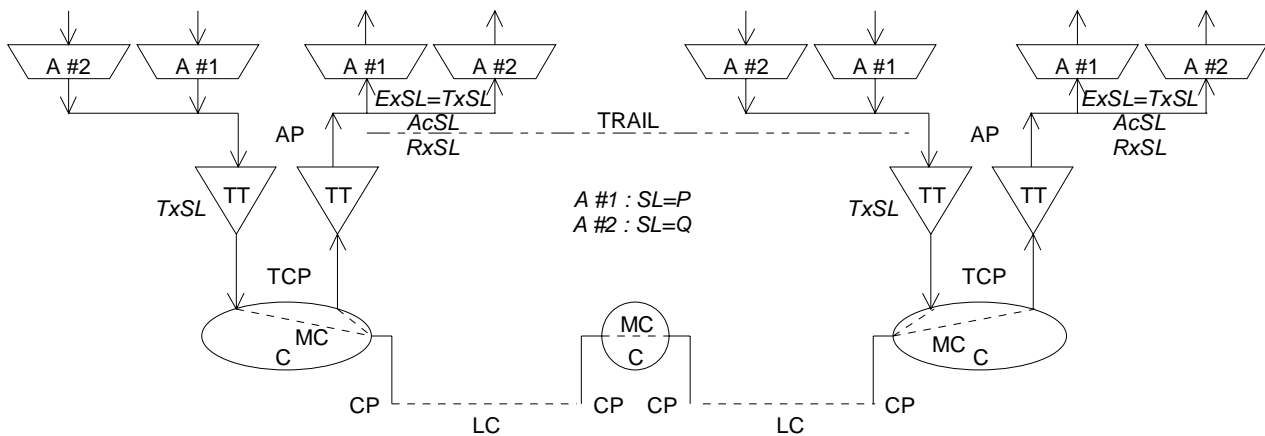 A #2
A #1
A #1
A #2
A #2
A #1
A #1
A #2
ExSL=TxSL
AcSL
RxSL
AP
TRAIL
AP
ExSL=TxSL
AcSL
RxSL
TT
TT
TxSL
A #1 : SL=P
A #2 : SL=Q
TxSL
TT
TT
TCP
TCP
MC
C
MC
C
MC
C
CP
LC
CP
CP
LC
CP